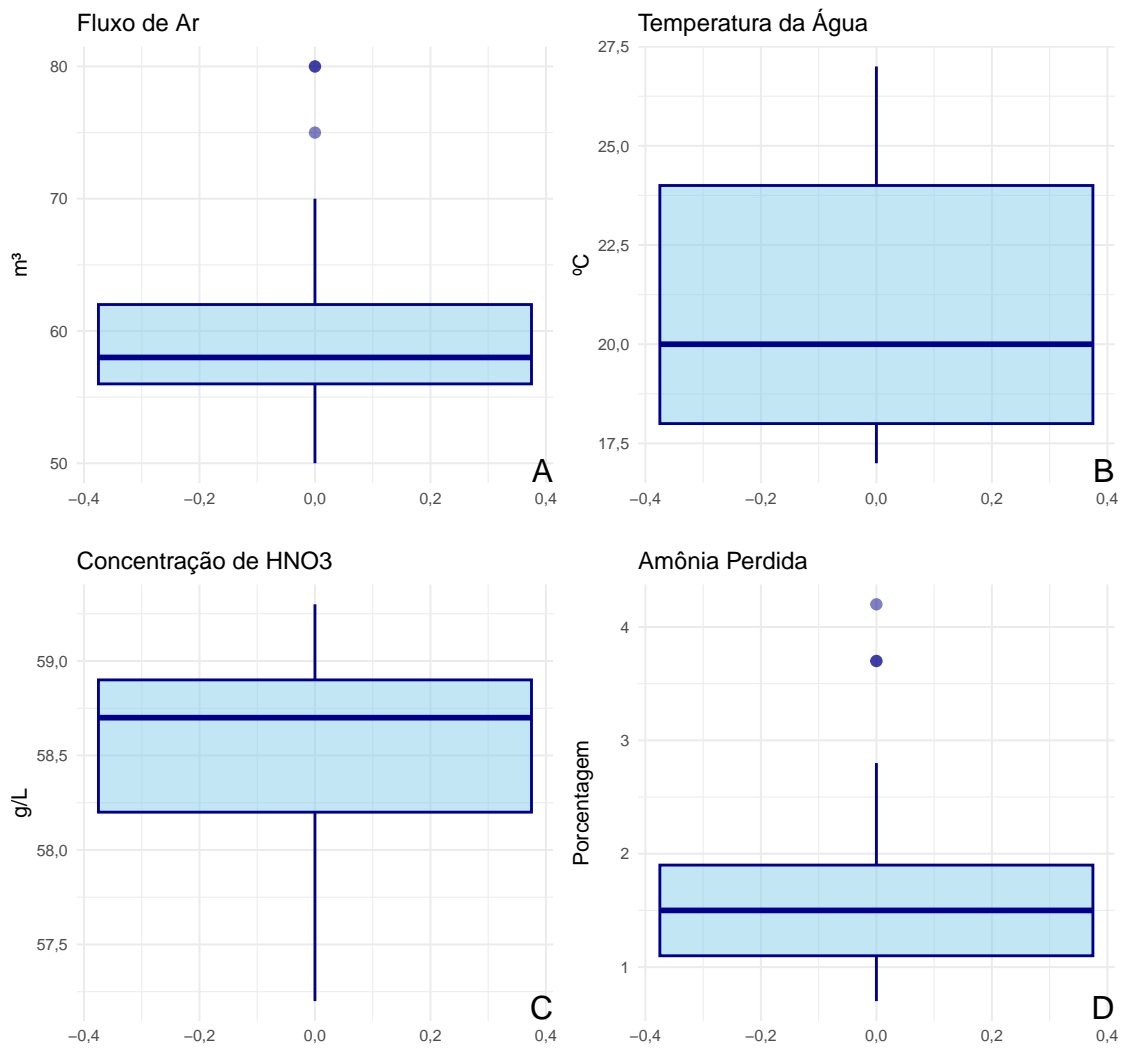 Fluxo de Ar
80
70
60
50
m³
−0,4 −0,2 0,0 0,2 0,4
A
Temperatura da Água
27,5
25,0
22,5
20,0
17,5
ºC
−0,4 −0,2 0,0 0,2 0,4
B
Concentração de HNO3
59,0
58,5
58,0
57,5
g/L
−0,4 −0,2 0,0 0,2 0,4
C
Amônia Perdida
4
3
2
1
Porcentagem
−0,4 −0,2 0,0 0,2 0,4
D